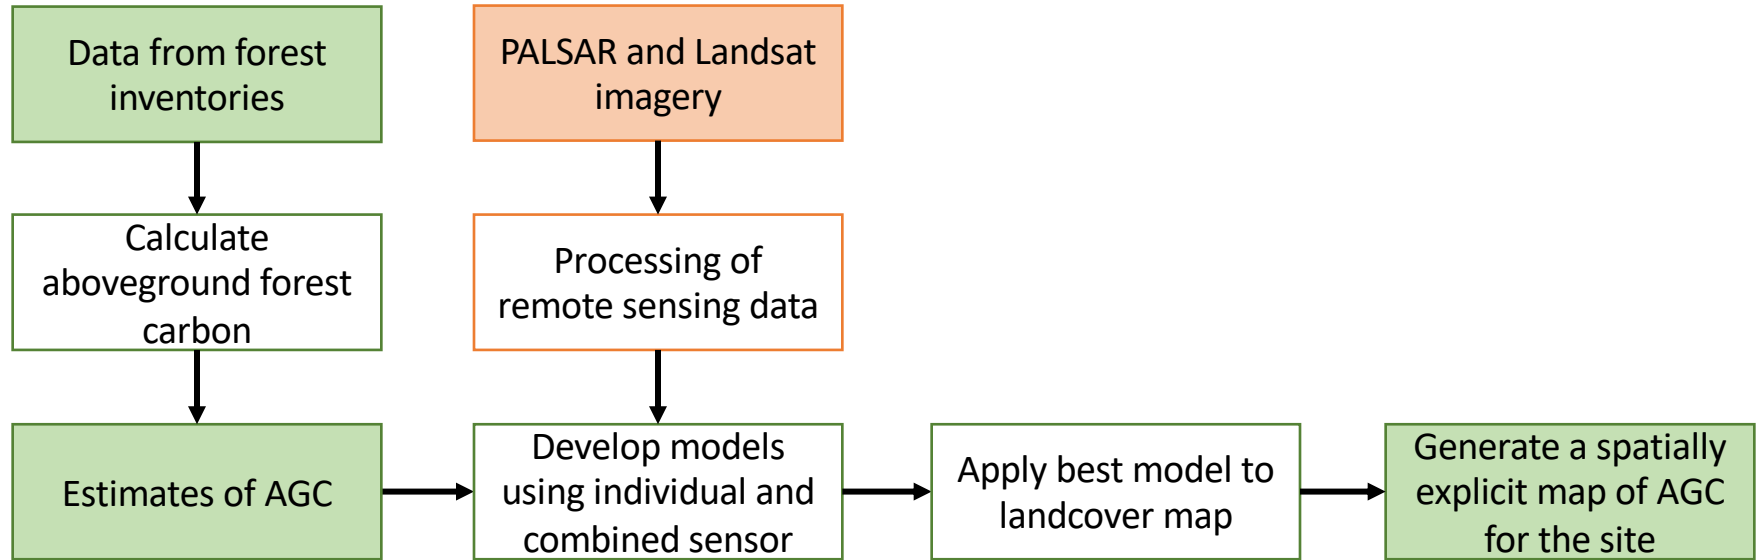 Data from forest
inventories
PALSAR and Landsat
imagery
Calculate
aboveground forest
carbon
Processing of
remote sensing data
Estimates of AGC
Develop models
using individual and
combined sensor
Apply best model to
landcover map
Generate a spatially
explicit map of AGC
for the site